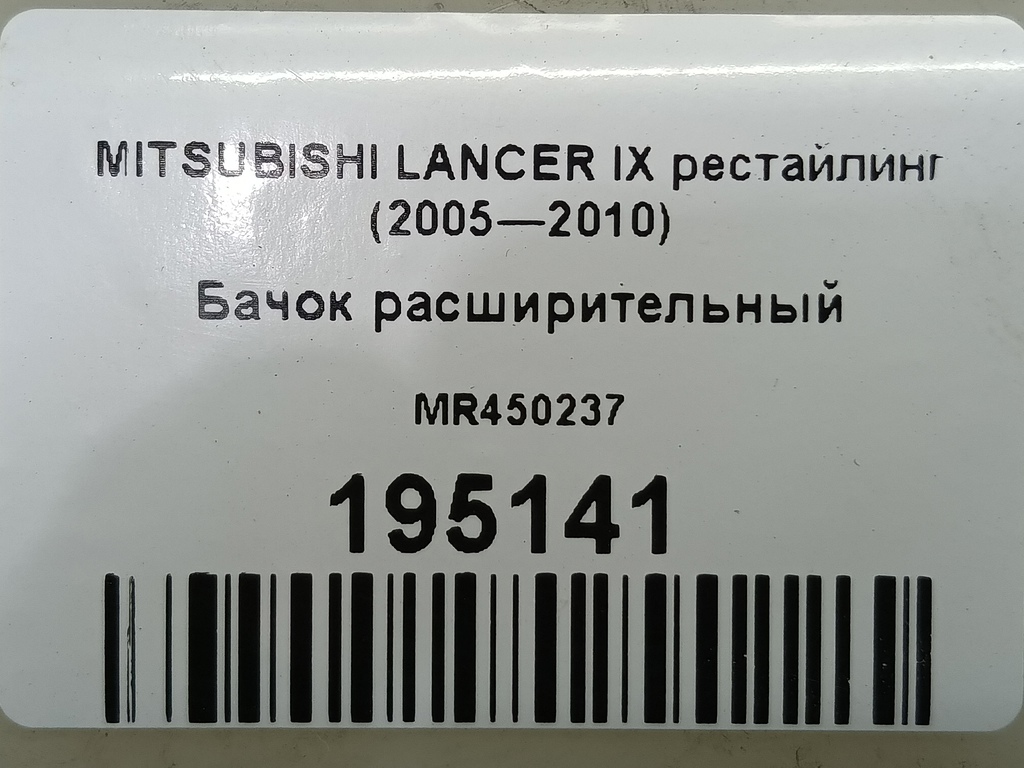 MITSUBISHI LANCER IX рестайлинг
(2005—2010)
Бачок расширительный
MR450237
195141